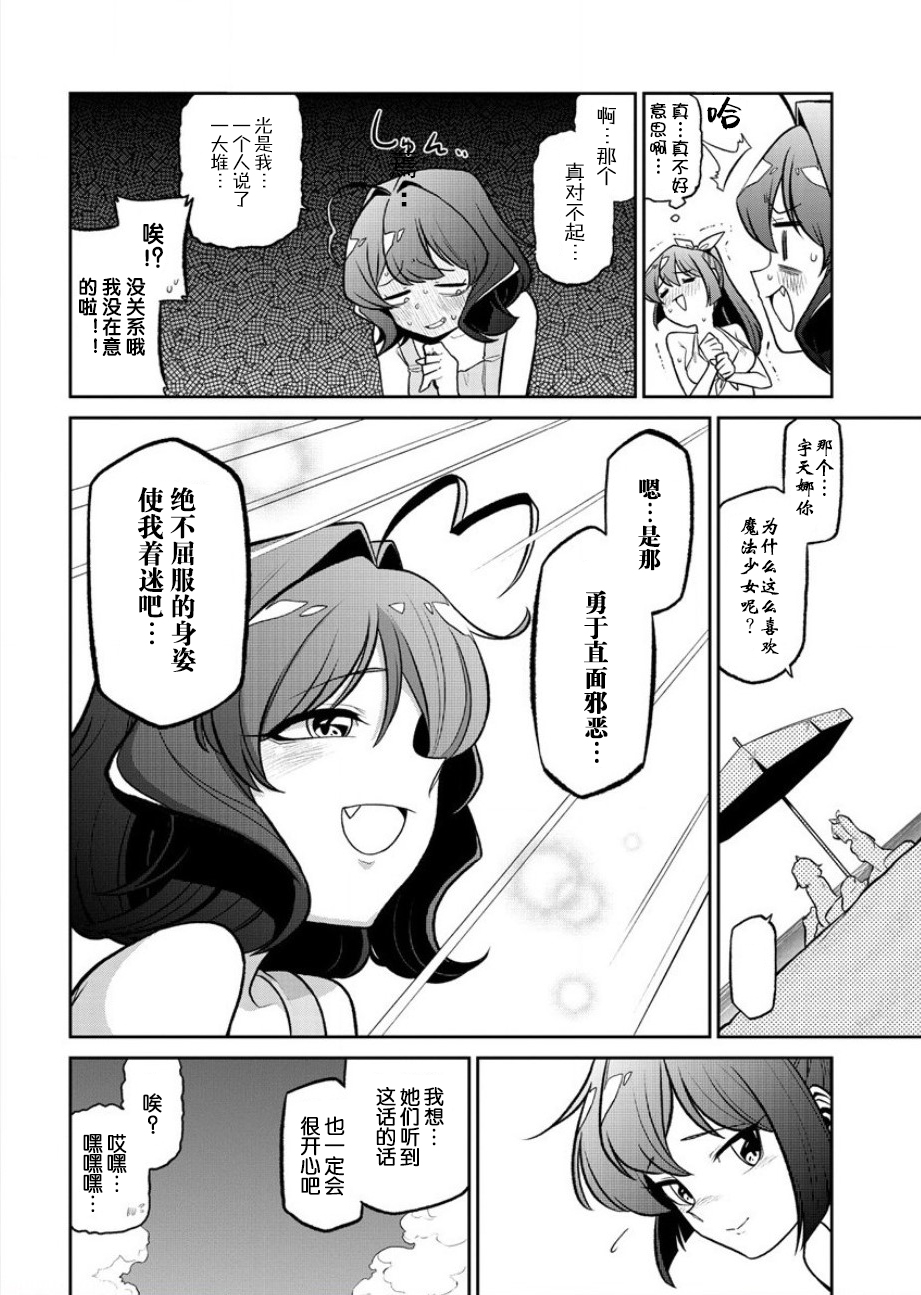 哈
真…真不好
意思啊…
啊…那个
真对不起…
しゅん
光是我…
一个人说了
一大堆…
唉?!
没关系哦
我没在意
的啦!!
那个…
宇天娜你
为什么这么喜欢
魔法少女呢?
嗯…是那
勇于直面邪恶…
绝不屈服的身姿
使我着迷吧…
我想…
她们听到
这话的话
也一定会
很开心吧
唉?
哎嘿…
嘿嘿嘿…